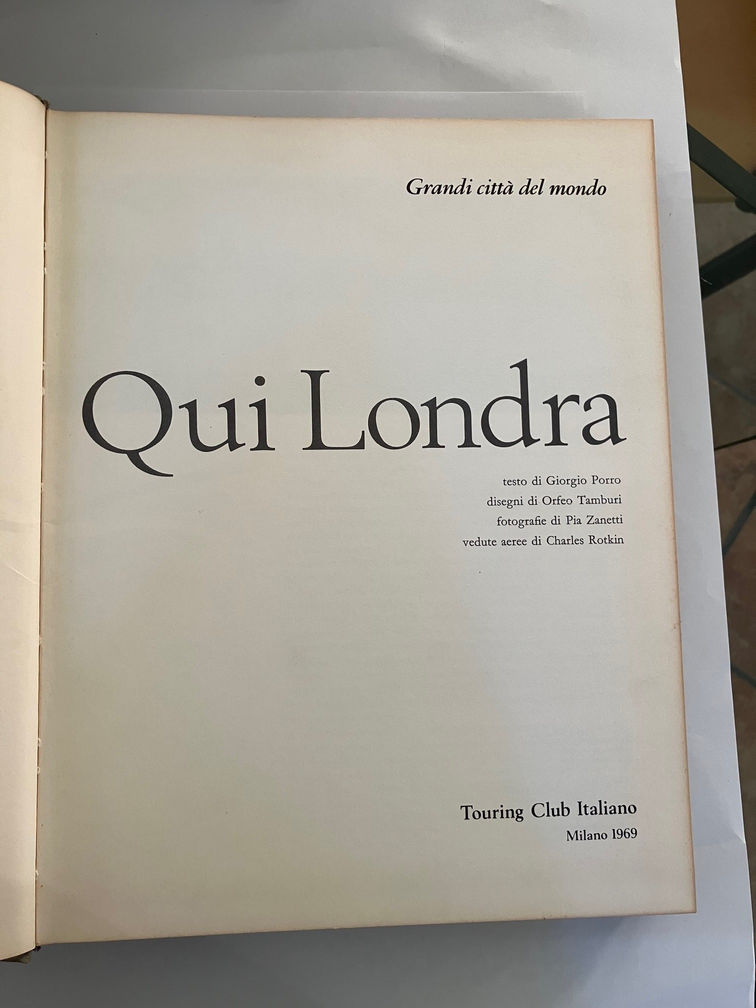 Grandi città del mondo
Qui Londra
testo di Giorgio Porro
disegni di Orfeo Tamburi
fotografie di Pia Zanetti
vedute aeree di Charles Rotkin
Touring Club Italiano
Milano 1969